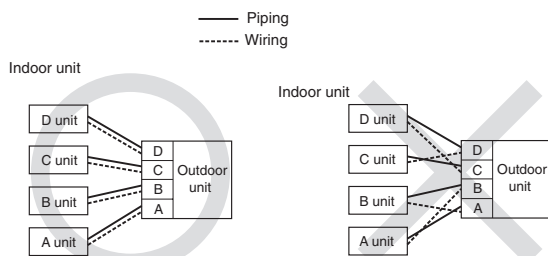 Piping
Wiring
Indoor unit
D unit
C unit
B unit
A unit
D
C
B
A
Outdoor
unit
Indoor unit
D unit
C unit
B unit
A unit
D
C
B
A
Outdoor
unit